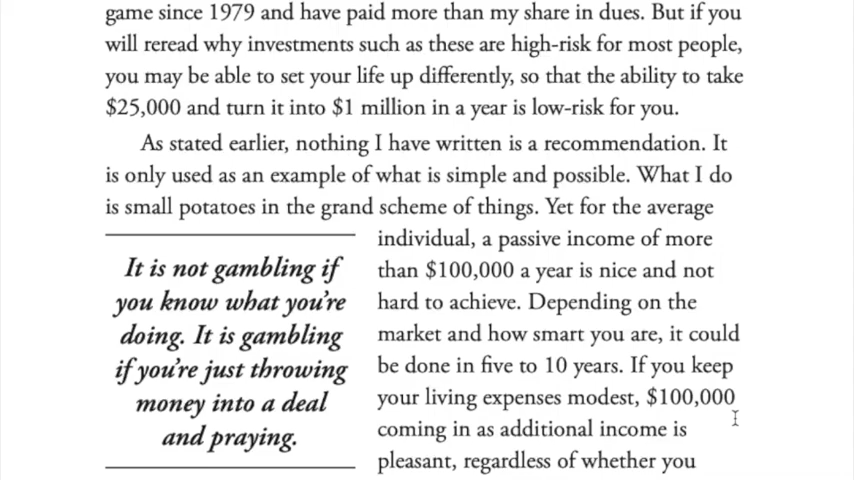 game since 1979 and have paid more than my share in dues. But if you
will reread why investments such as these are high-risk for most people,
you may be able to set your life up differently, so that the ability to take
$25,000 and turn it into $1 million in a year is low-risk for you.
As stated earlier, nothing I have written is a recommendation. It
is only used as an example of what is simple and possible. What I do
is small potatoes in the grand scheme of things. Yet for the average
individual, a passive income of more
than $100,000 a year is nice and not
hard to achieve. Depending on the
market and how smart you are, it could
be done in five to 10 years. If you keep
your living expenses modest, $100,000
coming in as additional income is
pleasant, regardless of whether you
It is not gambling if
you know what you're
doing. It is gambling
if you're just throwing
money into a deal
and praying.